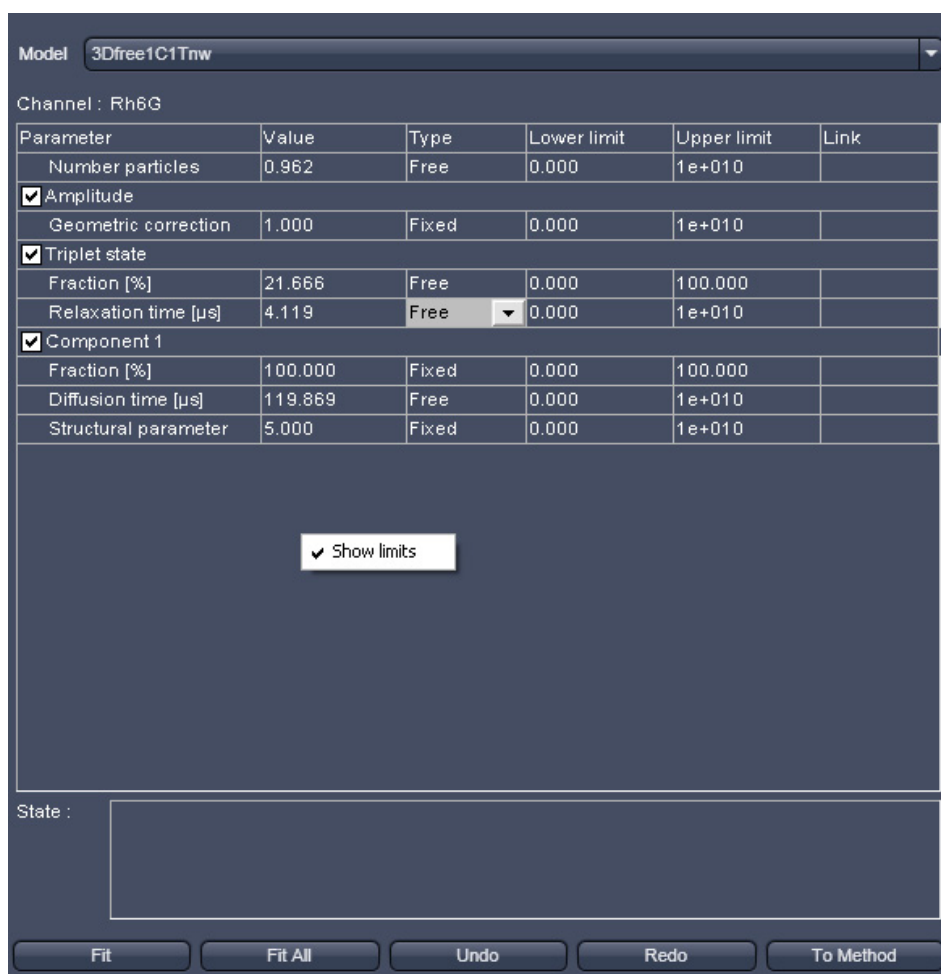 Model 3Dfree1C1Tnw
Channel : Rh6G
Parameter Value Type Lower limit Upper limit Link
Number particles 0.962 Free 0.000 1e+010
Amplitude
Geometric correction 1.000 Fixed 0.000 1e+010
Triplet state
Fraction [%] 21.666 Free 0.000 100.000
Relaxation time [µs] 4.119 Free 0.000 1e+010
Component 1
Fraction [%] 100.000 Fixed 0.000 100.000
Diffusion time [µs] 119.869 Free 0.000 1e+010
Structural parameter 5.000 Fixed 0.000 1e+010
Show limits
State :
Fit Fit All Undo Redo To Method